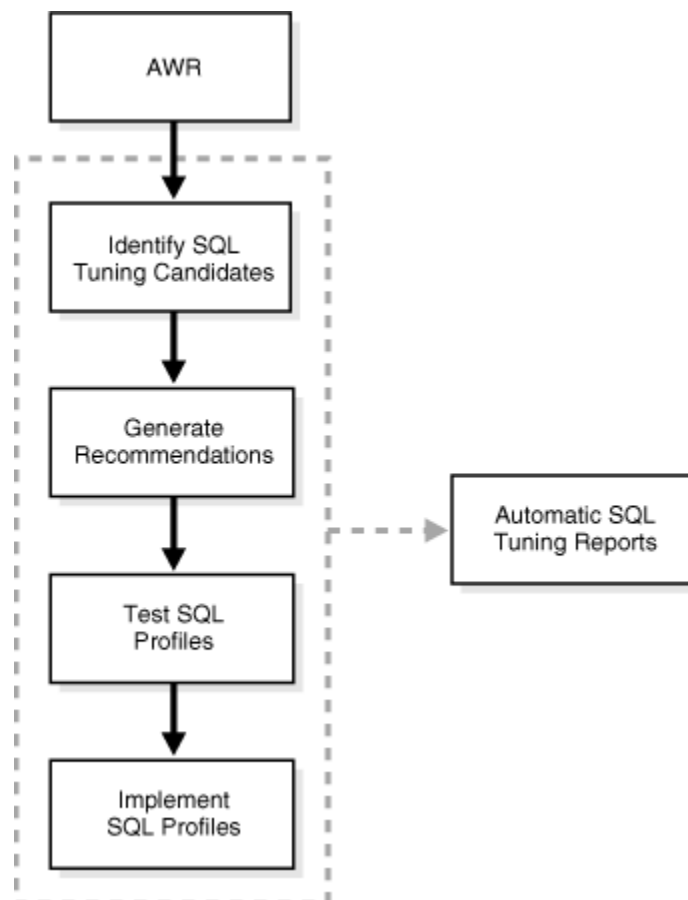 AWR
Identify SQL
Tuning Candidates
Generate
Recommendations
Automatic SQL
Tuning Reports
Test SQL
Profiles
Implement
SQL Profiles